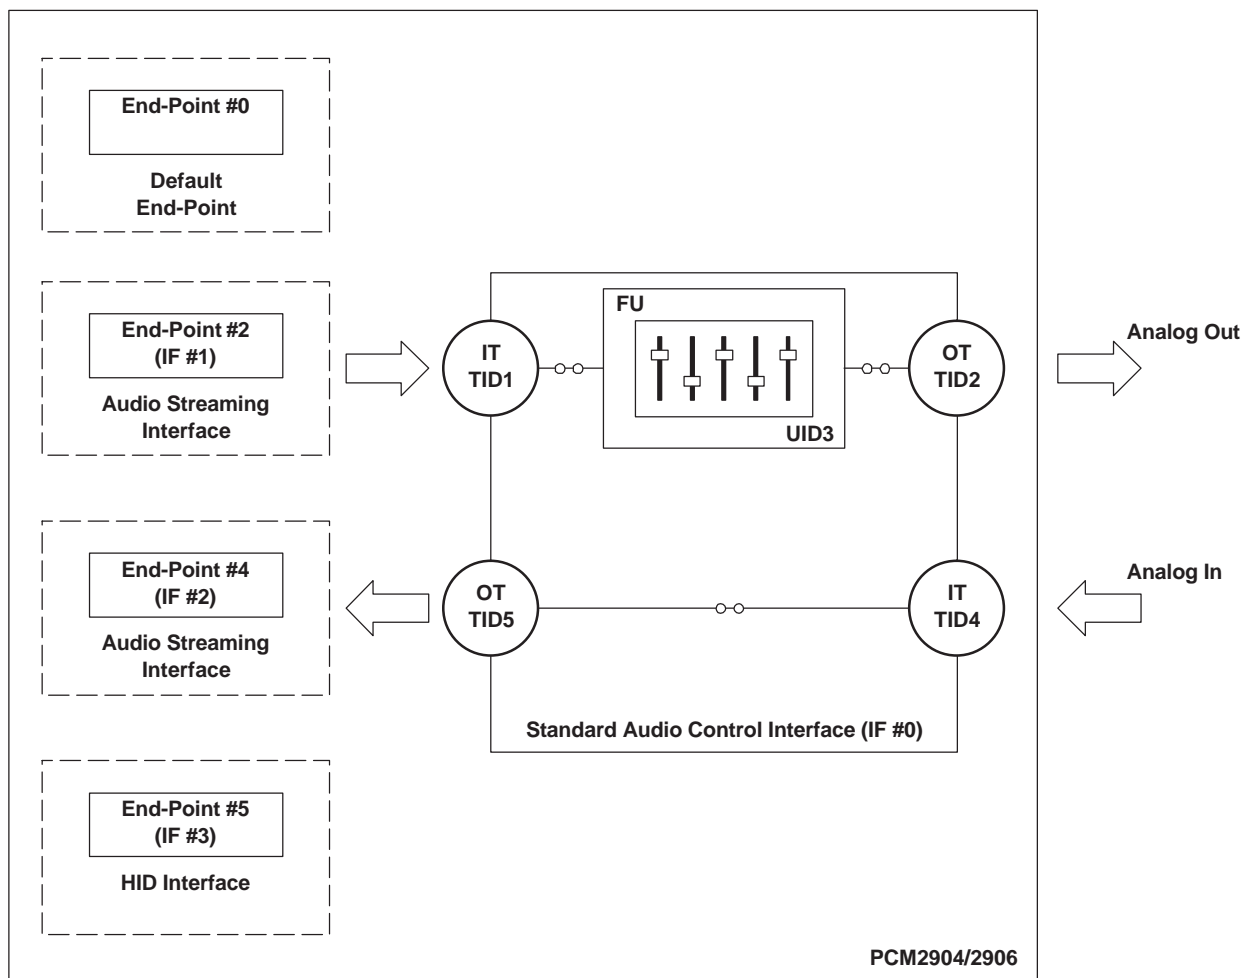 End-Point #0
Default
End-Point
End-Point #2
(IF #1)
Audio Streaming
Interface
IT
TID1
FU
UID3
OT
TID2
Analog Out
End-Point #4
(IF #2)
Audio Streaming
Interface
OT
TID5
IT
TID4
Analog In
Standard Audio Control Interface (IF #0)
End-Point #5
(IF #3)
HID Interface
PCM2904/2906